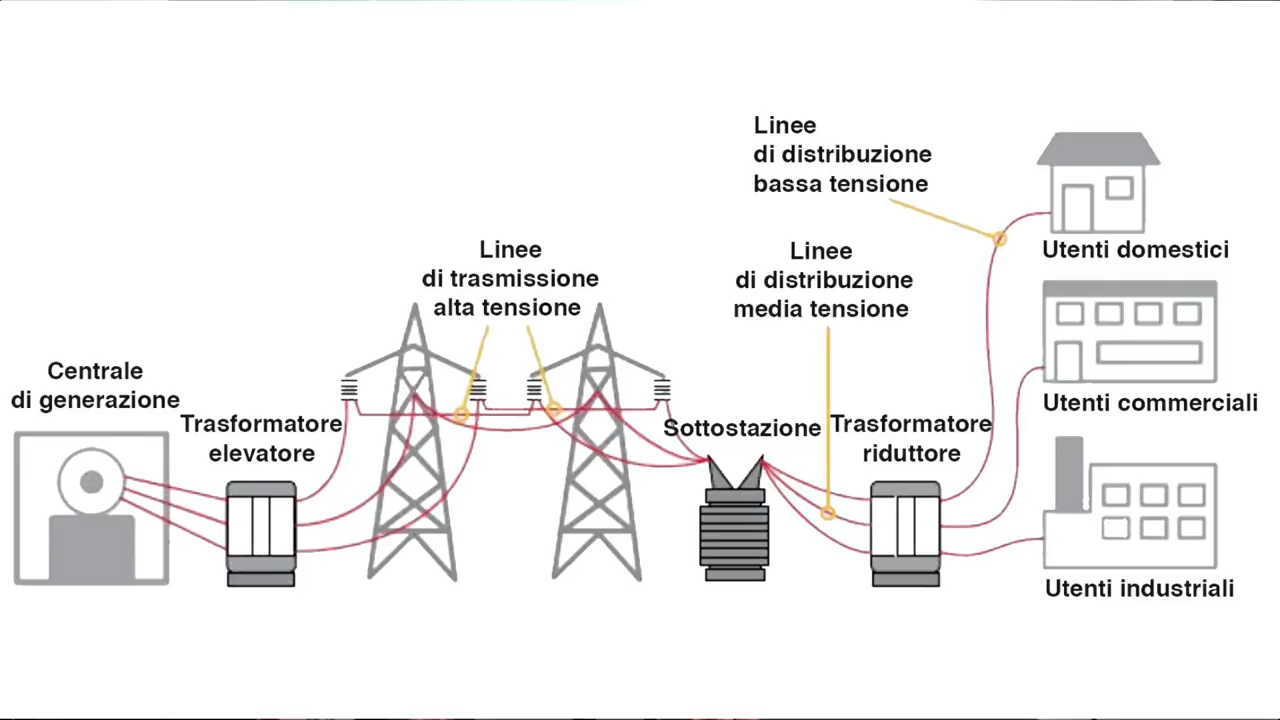 Centrale
di generazione
Trasformatore
elevatore
Linee
di trasmissione
alta tensione
Sottostazione
Linee
di distribuzione
media tensione
Trasformatore
riduttore
Linee
di distribuzione
bassa tensione
Utenti domestici
Utenti commerciali
Utenti industriali